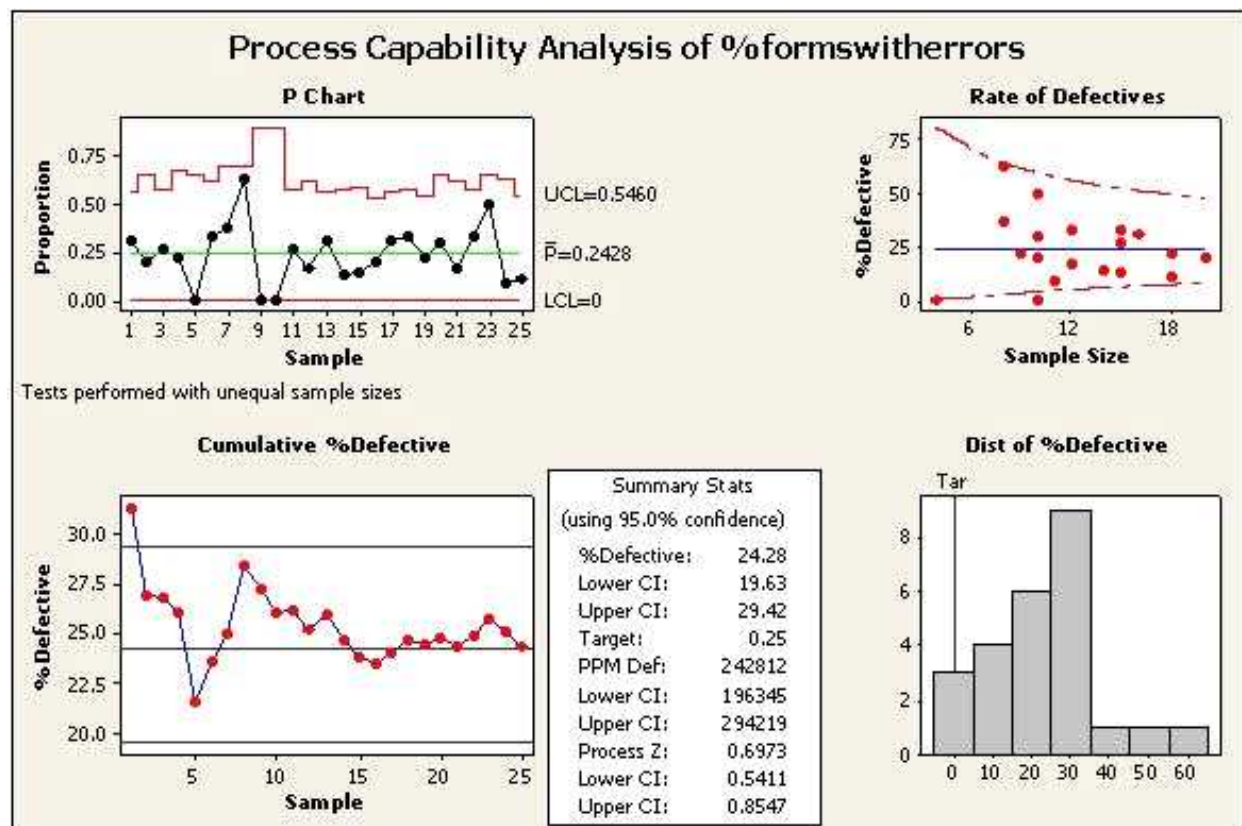 Process Capability Analysis of %formswitherrors
P Chart
Proportion
0.75
0.50
0.25
0.00
UCL=0.5460
P̄=0.2428
LCL=0
1 3 5 7 9 11 13 15 17 19 21 23 25
Sample
Tests performed with unequal sample sizes
Rate of Defectives
%Defective
75
50
25
0
6 12 18
Sample Size
Cumulative %Defective
%Defective
30.0
27.5
25.0
22.5
20.0
5 10 15 20 25
Sample
Summary Stats
(using 95.0% confidence)
%Defective: 24.28
Lower CI: 19.63
Upper CI: 29.42
Target: 0.25
PPM Def: 242812
Lower CI: 196345
Upper CI: 294219
Process Z: 0.6973
Lower CI: 0.5411
Upper CI: 0.8547
Dist of %Defective
Tar
8
6
4
2
0
0 10 20 30 40 50 60